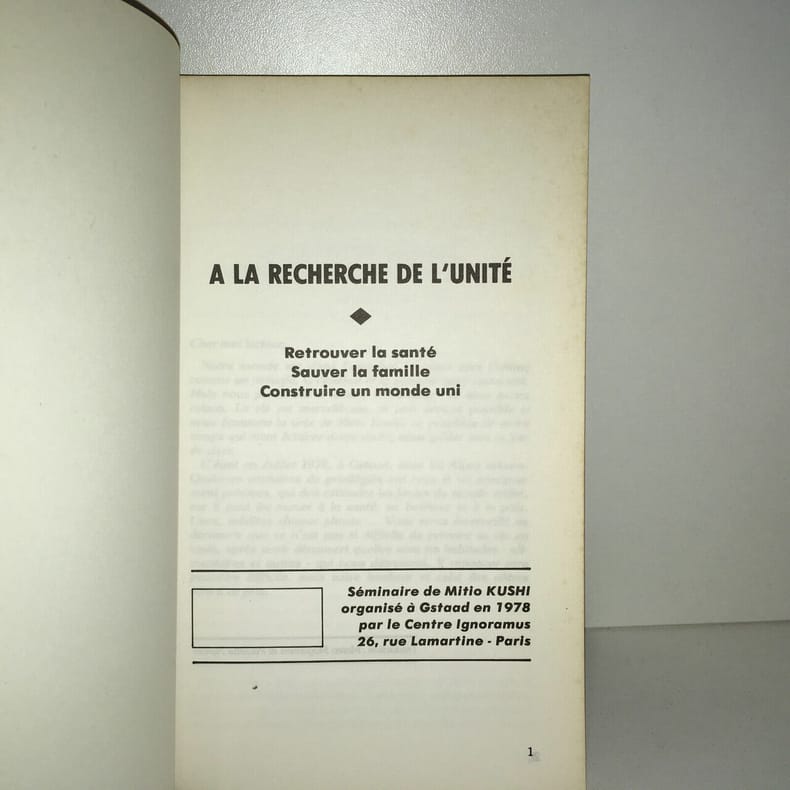 A LA RECHERCHE DE L'UNITÉ
Retrouver la santé
Sauver la famille
Construire un monde uni
Séminaire de Mitio KUSHI
organisé à Gstaad en 1978
par le Centre Ignoramus
26, rue Lamartine - Paris
1